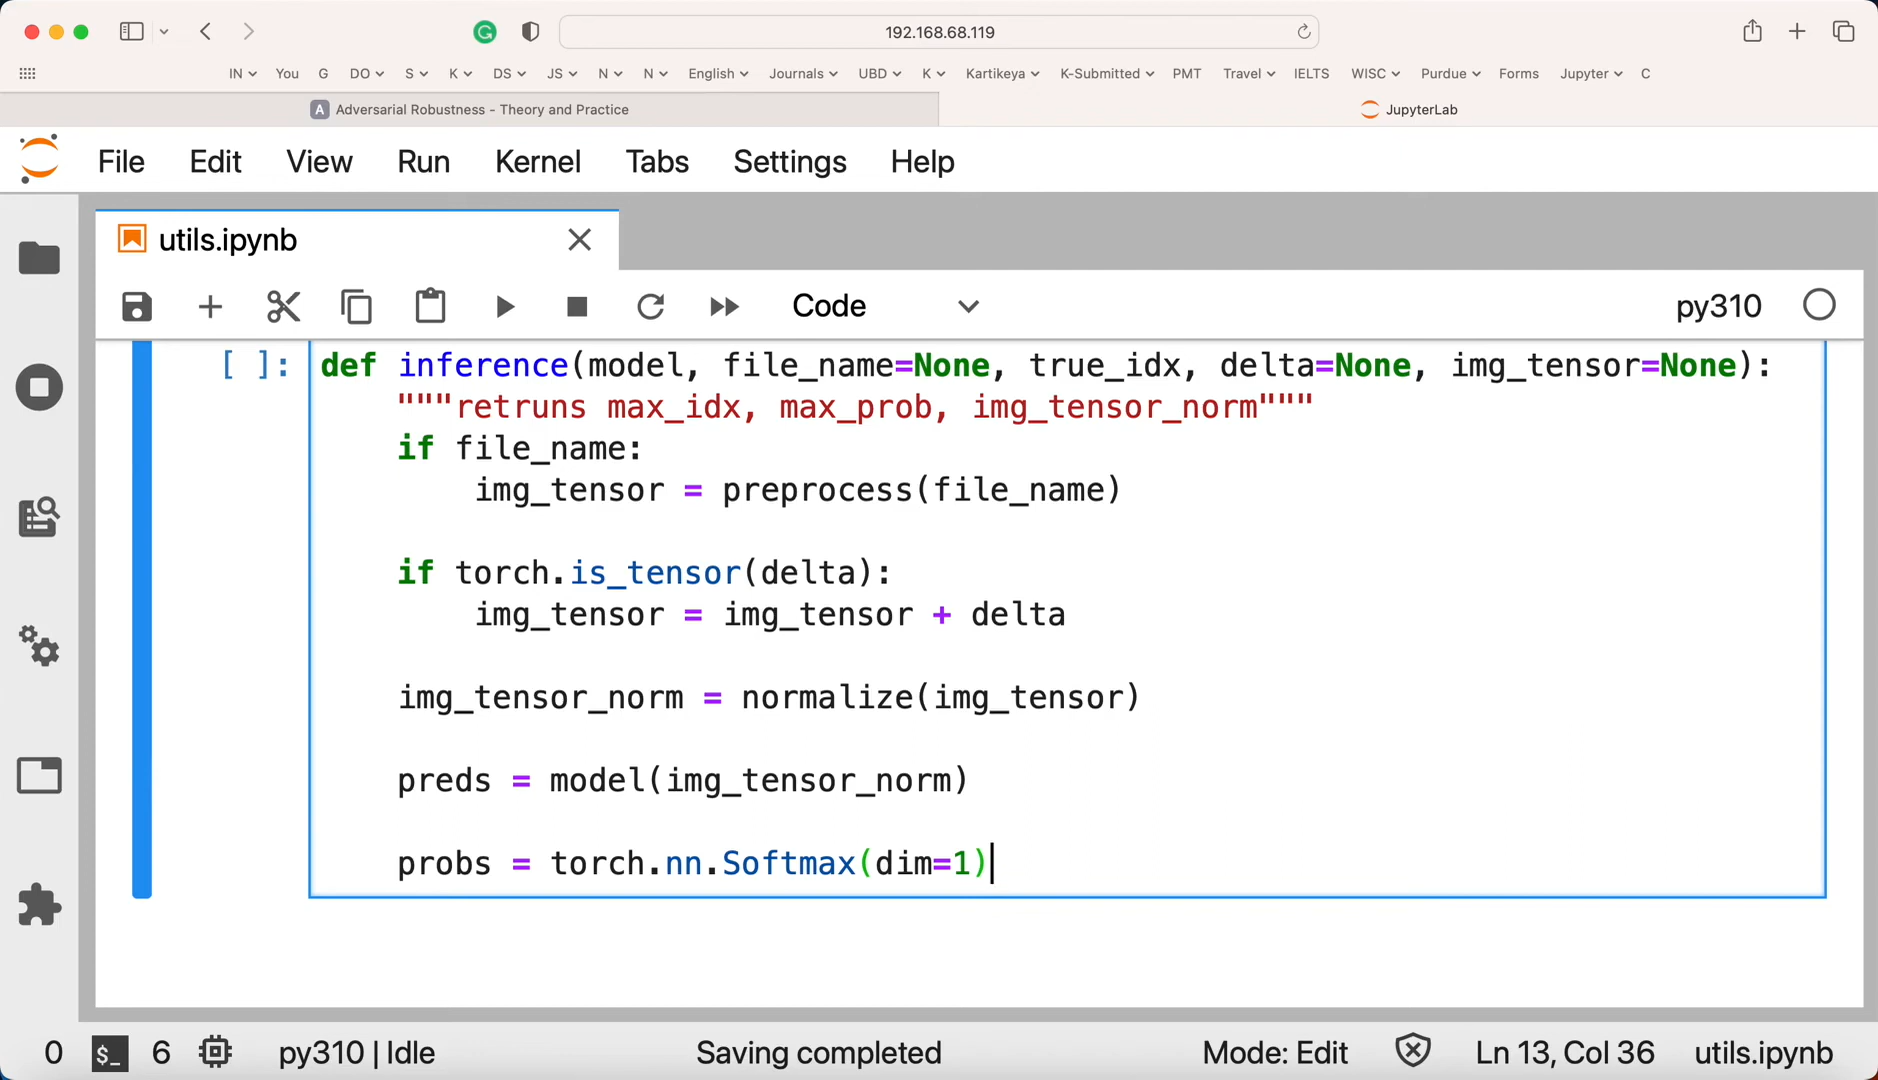 192.168.68.119
IN You G DO S K DS JS N N English Journals UBD K Kartikeya K-Submitted PMT Travel IELTS WISC Purdue Forms Jupyter C
A Adversarial Robustness - Theory and Practice JupyterLab
File Edit View Run Kernel Tabs Settings Help
utils.ipynb
Code py310
[ ]: def inference(model, file_name=None, true_idx, delta=None, img_tensor=None):
"""retruns max_idx, max_prob, img_tensor_norm"""
if file_name:
img_tensor = preprocess(file_name)
if torch.is_tensor(delta):
img_tensor = img_tensor + delta
img_tensor_norm = normalize(img_tensor)
preds = model(img_tensor_norm)
probs = torch.nn.Softmax(dim=1)
0 $_ 6 py310 | Idle Saving completed Mode: Edit Ln 13, Col 36 utils.ipynb